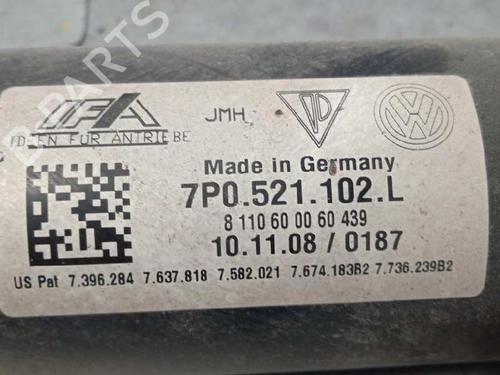 IFA
IDEEN FÜR ANTRIEBE
JMH
Made in Germany
7P0.521.102.L
8 110 60 00 60 439
10.11.08 / 0187
US Pat 7.396.284 7.637.818 7.582.021 7.674.183B2 7.736.239B2